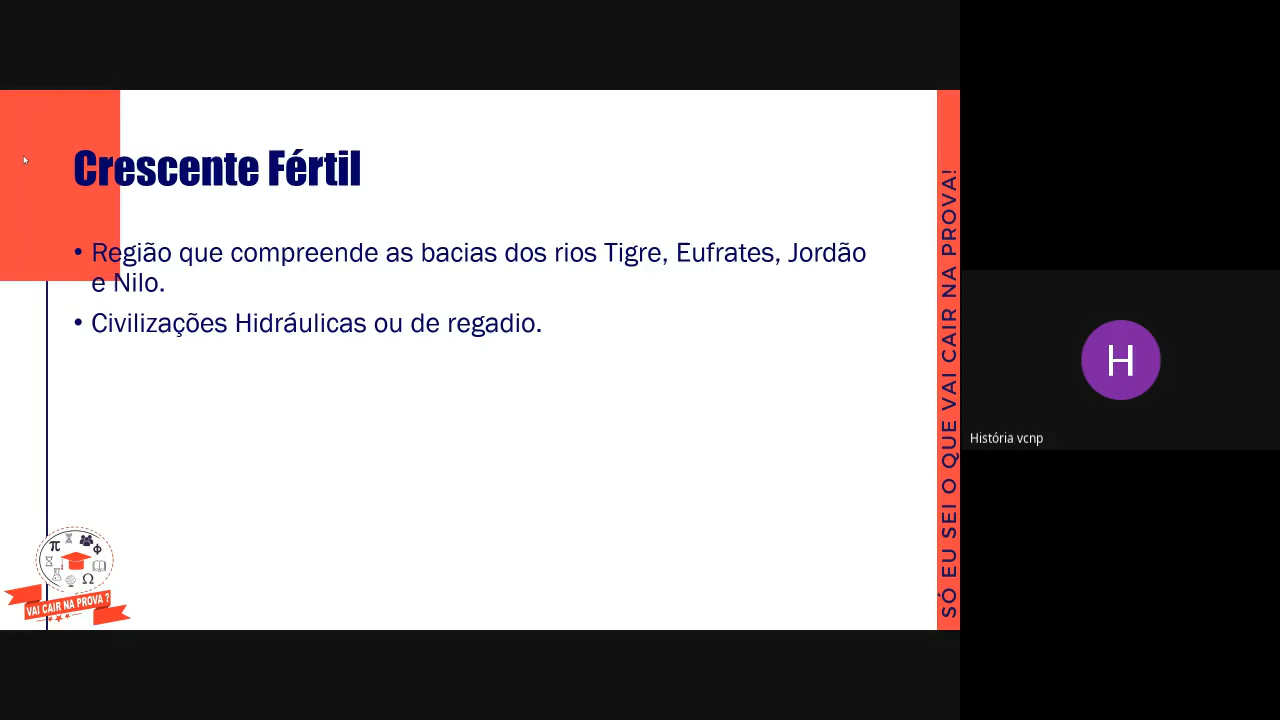 Crescente Fértil
• Região que compreende as bacias dos rios Tigre, Eufrates, Jordão
e Nilo.
• Civilizações Hidráulicas ou de regadio.
SÓ EU SEI O QUE VAI CAIR NA PROVA!
H
História vcnp
π
Φ
Ω
VAI CAIR NA PROVA ?